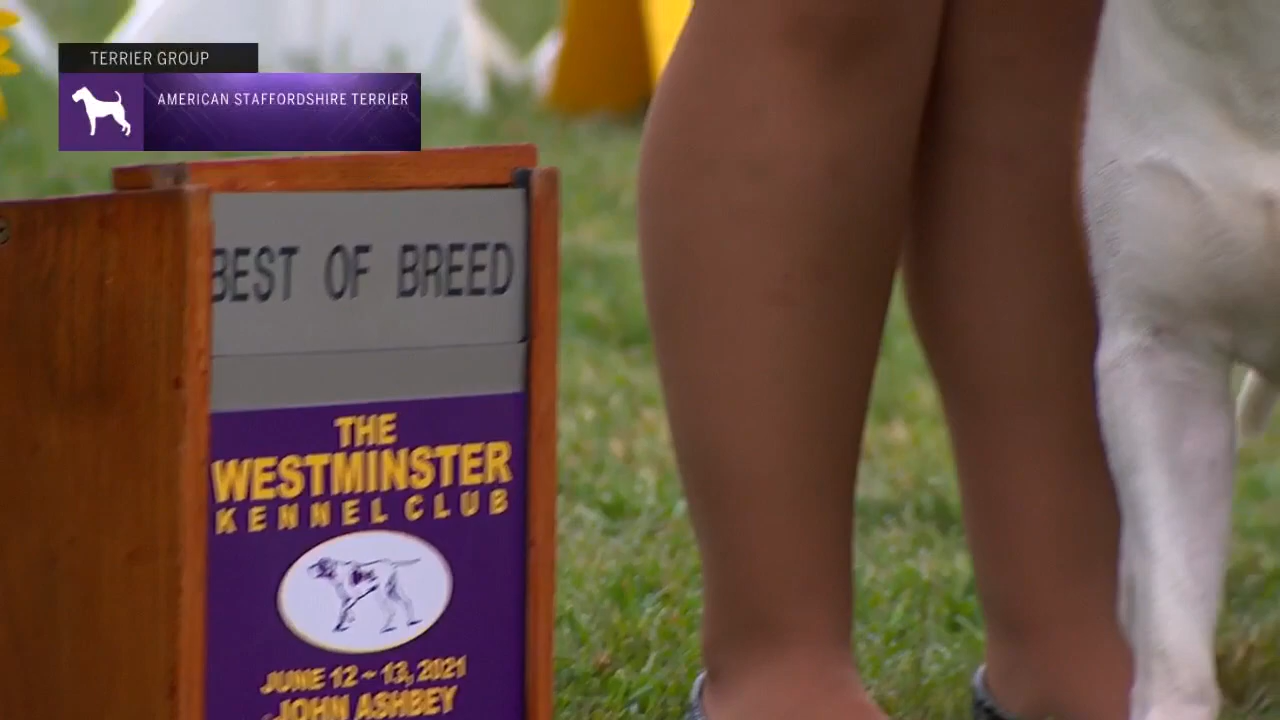 TERRIER GROUP
AMERICAN STAFFORDSHIRE TERRIER
BEST OF BREED
THE
WESTMINSTER
KENNEL CLUB
JUNE 12 ~ 13, 2021
JOHN ASHBEY